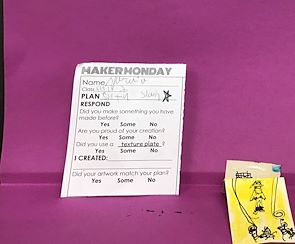 MAKERMONDAY
Name
Class
PLAN
RESPOND
Did you make something you have
made before?
Yes Some No
Are you proud of your creation?
Yes Some No
Did you use a texture plate?
Yes Some No
I CREATED:
Did your artwork match your plan?
Yes Some No